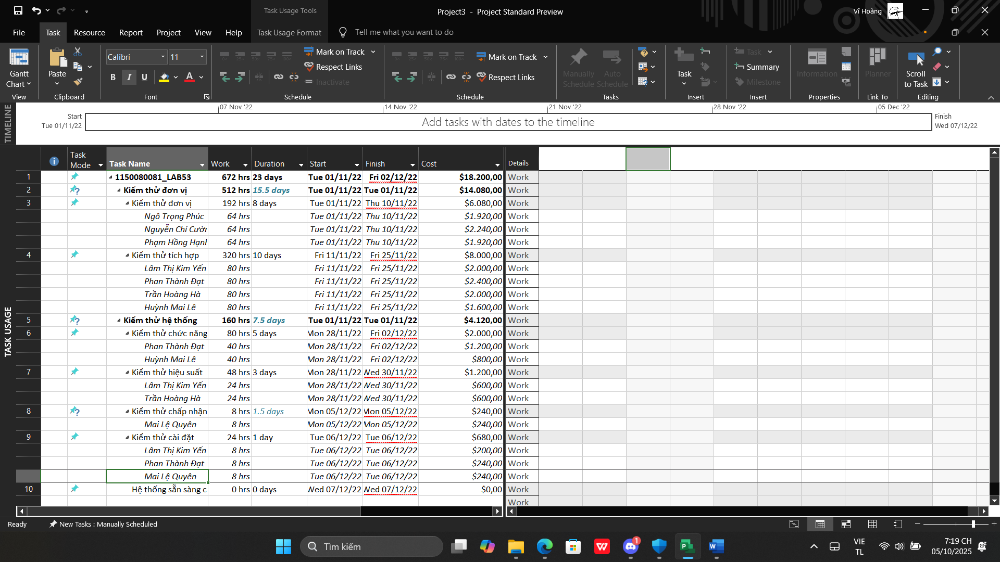 Task Usage Tools
Project3 - Project Standard Preview
Vĩ Hoàng
File
Task
Resource
Report
Project
View
Help
Task Usage Format
Tell me what you want to do
Gantt Chart
View
Paste
Clipboard
Calibri
11
B I U A
Font
Mark on Track
Respect Links
Inactivate
Schedule
Mark on Track
Respect Links
Schedule
Manually Schedule
Auto Schedule
Tasks
Task
Insert
Task
Summary
Milestone
Insert
Information
Properties
Planner
Link To
Scroll to Task
Editing
TIMELINE
07 Nov '22
14 Nov '22
21 Nov '22
28 Nov '22
05 Dec '22
Start
Tue 01/11/22
Add tasks with dates to the timeline
Finish
Wed 07/12/22
TASK USAGE
Task Mode Task Name Work Duration Start Finish Cost Details
1 1150080081_LAB53 672 hrs 23 days Tue 01/11/22 Fri 02/12/22 $18.200,00 Work
2 Kiểm thử đơn vị 512 hrs 15.5 days Tue 01/11/22 Tue 01/11/22 $14.080,00 Work
3 Kiểm thử đơn vị 192 hrs 8 days Tue 01/11/22 Thu 10/11/22 $6.080,00 Work
Ngô Trọng Phúc 64 hrs Tue 01/11/22 Thu 10/11/22 $1.920,00 Work
Nguyễn Chí Cườn 64 hrs Tue 01/11/22 Thu 10/11/22 $2.240,00 Work
Phạm Hồng Hạnh 64 hrs Tue 01/11/22 Thu 10/11/22 $1.920,00 Work
4 Kiểm thử tích hợp 320 hrs 10 days Fri 11/11/22 Fri 25/11/22 $8.000,00 Work
Lâm Thị Kim Yến 80 hrs Fri 11/11/22 Fri 25/11/22 $2.000,00 Work
Phan Thành Đạt 80 hrs Fri 11/11/22 Fri 25/11/22 $2.400,00 Work
Trần Hoàng Hà 80 hrs Fri 11/11/22 Fri 25/11/22 $2.000,00 Work
Huỳnh Mai Lê 80 hrs Fri 11/11/22 Fri 25/11/22 $1.600,00 Work
5 Kiểm thử hệ thống 160 hrs 7.5 days Tue 01/11/22 Tue 01/11/22 $4.120,00 Work
6 Kiểm thử chức năng 80 hrs 5 days Mon 28/11/22 Fri 02/12/22 $2.000,00 Work
Phan Thành Đạt 40 hrs Mon 28/11/22 Fri 02/12/22 $1.200,00 Work
Huỳnh Mai Lê 40 hrs Mon 28/11/22 Fri 02/12/22 $800,00 Work
7 Kiểm thử hiệu suất 48 hrs 3 days Mon 28/11/22 Wed 30/11/22 $1.200,00 Work
Lâm Thị Kim Yến 24 hrs Mon 28/11/22 Wed 30/11/22 $600,00 Work
Trần Hoàng Hà 24 hrs Mon 28/11/22 Wed 30/11/22 $600,00 Work
8 Kiểm thử chấp nhận 8 hrs 1.5 days Mon 05/12/22 Mon 05/12/22 $240,00 Work
Mai Lệ Quyên 8 hrs Mon 05/12/22 Mon 05/12/22 $240,00 Work
9 Kiểm thử cài đặt 24 hrs 1 day Tue 06/12/22 Tue 06/12/22 $680,00 Work
Lâm Thị Kim Yến 8 hrs Tue 06/12/22 Tue 06/12/22 $200,00 Work
Phan Thành Đạt 8 hrs Tue 06/12/22 Tue 06/12/22 $240,00 Work
Mai Lệ Quyên 8 hrs Tue 06/12/22 Tue 06/12/22 $240,00 Work
10 Hệ thống sẵn sàng c 0 hrs 0 days Wed 07/12/22 Wed 07/12/22 $0,00 Work
Work
Ready
New Tasks : Manually Scheduled
Tìm kiếm
1
VIE
TL
7:19 CH
05/10/2025